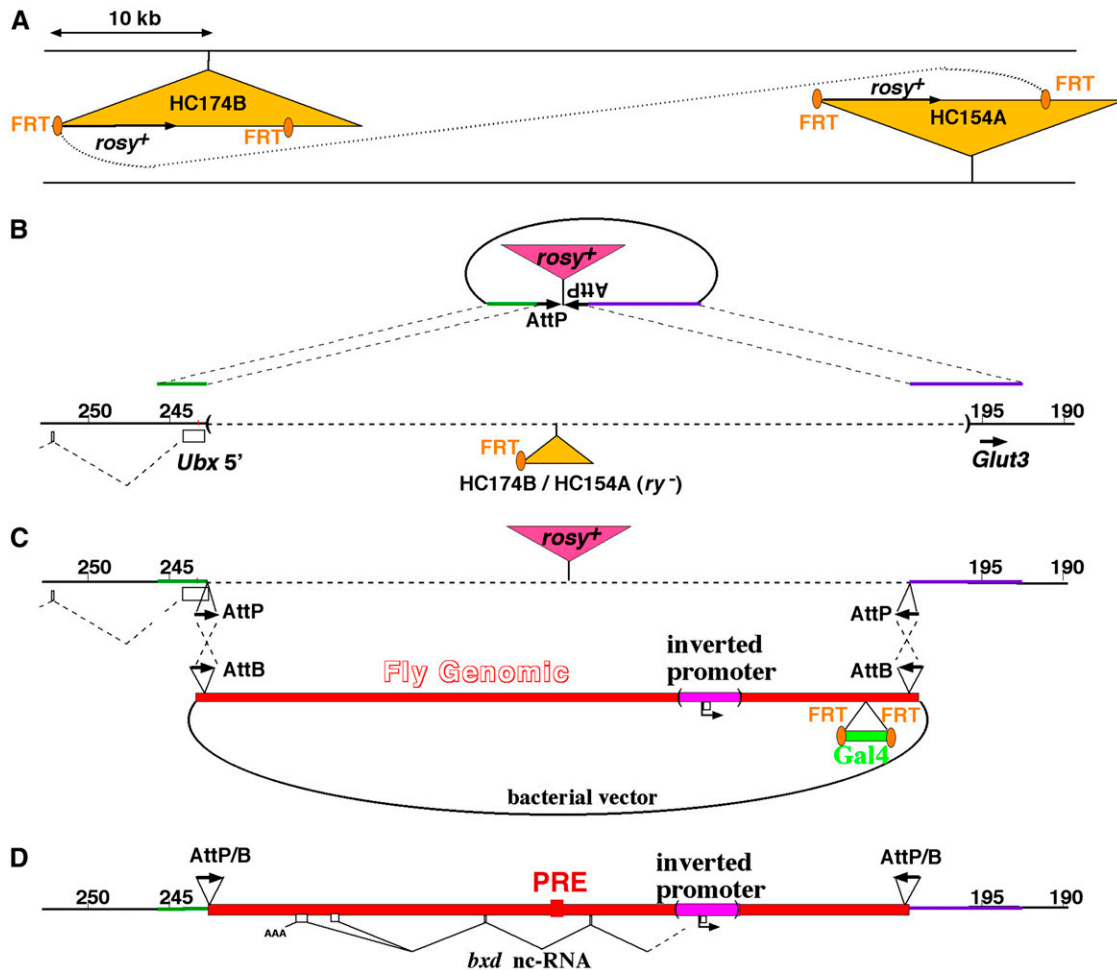 A
10 kb
HC174B
FRT
FRT
rosy+
rosy+
FRT
FRT
HC154A
B
rosy+
AttP
AttP
250
245
195
190
Ubx 5'
FRT
HC174B / HC154A (ry -)
Glut3
C
rosy+
250
245
195
190
AttP
AttP
AttB
AttB
Fly Genomic
inverted
promoter
FRT
FRT
Gal4
bacterial vector
D
AttP/B
AttP/B
PRE
inverted
promoter
250
245
195
190
AAA
bxd nc-RNA